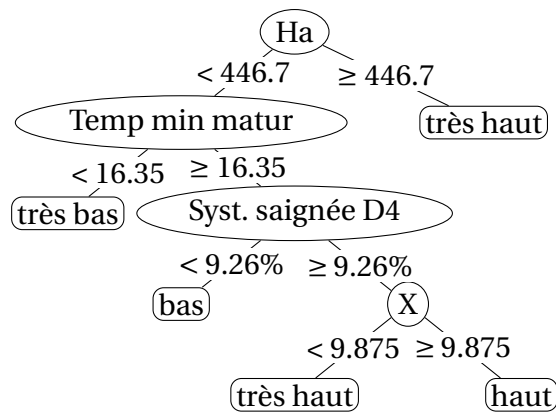 Ha
< 446.7 ≥ 446.7
Temp min matur
très haut
< 16.35 ≥ 16.35
très bas
Syst. saignée D4
< 9.26% ≥ 9.26%
bas
X
< 9.875 ≥ 9.875
très haut
haut